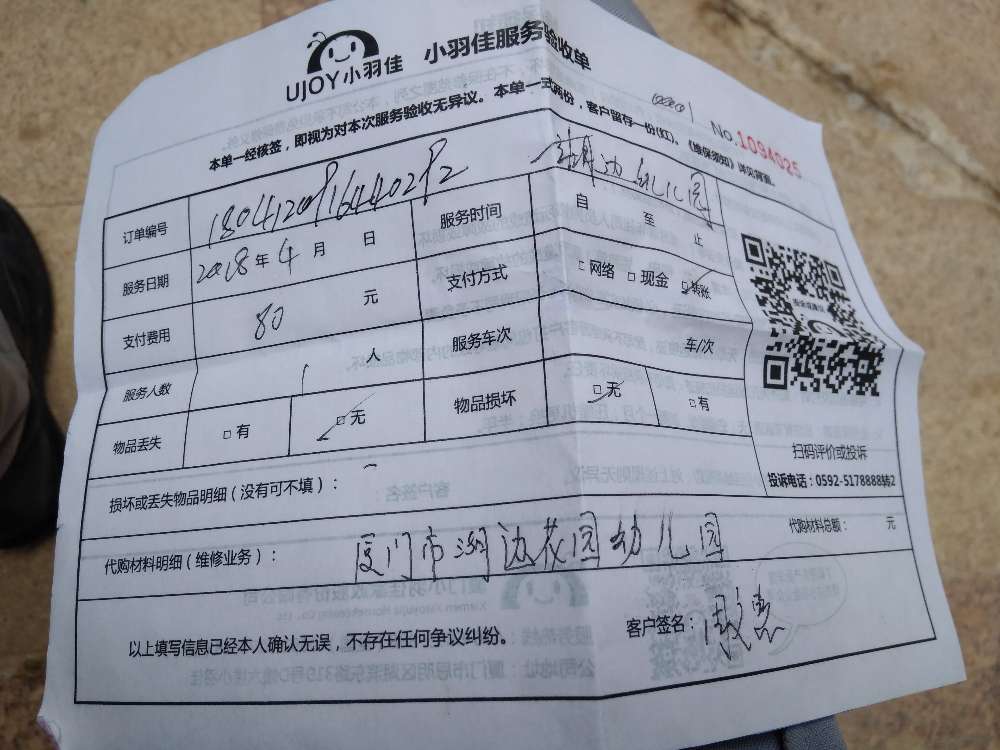 UJOY小羽佳 小羽佳服务验收单
No.1094025
本单一经核签，即视为对本次服务验收无异议。本单一式两份，客户留存一份(红)。《维保须知》详见背面。
湖边幼儿园
订单编号 服务时间 自 至 止
服务日期 2018年4月 日 支付方式 □网络 □现金 ☑转账
支付费用 80 元 服务车次 车/次
服务人数 1 人 物品损坏 ☑无 □有
物品丢失 □有 ☑无
扫码评价或投诉
投诉电话：0592-5178888转2
损坏或丢失物品明细（没有可不填）：
代购材料明细（维修业务）： 厦门市湖边花园幼儿园 代购材料总额： 元
以上填写信息已经本人确认无误，不存在任何争议纠纷。 客户签名：